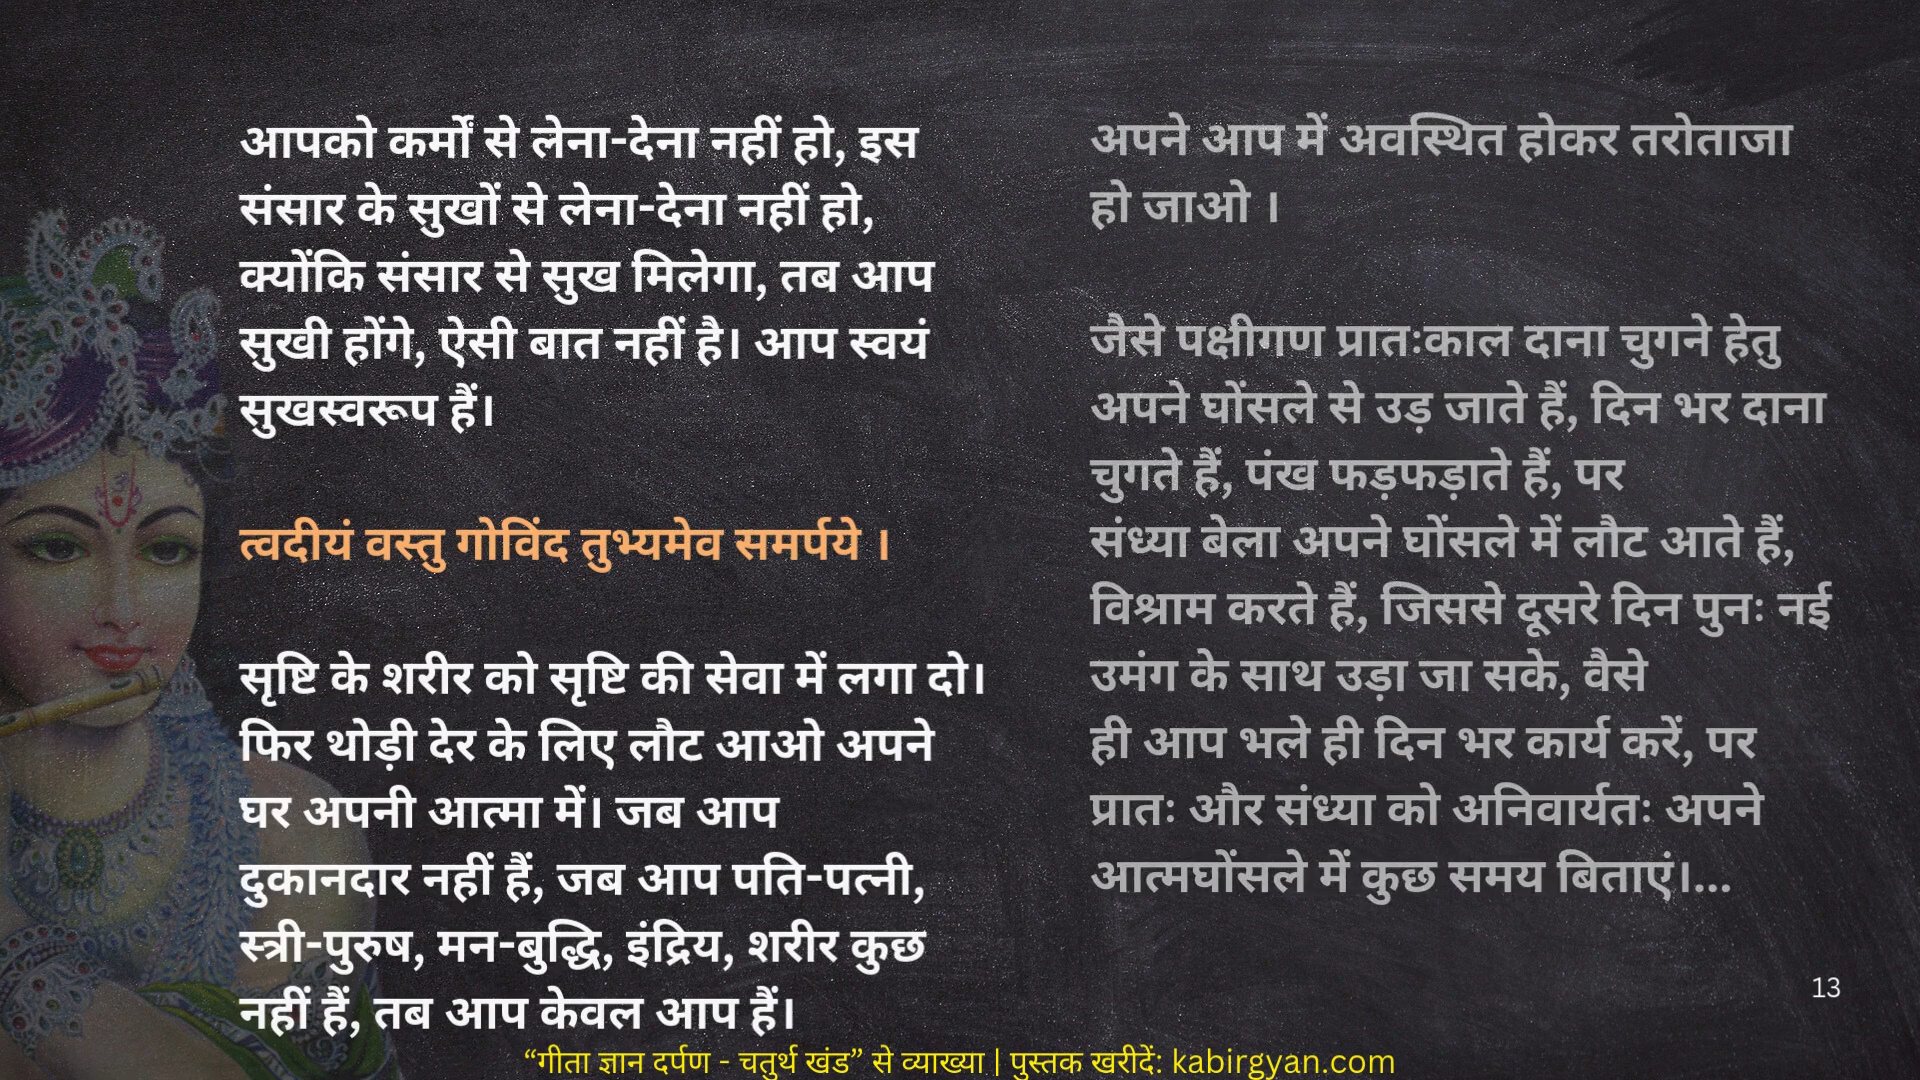 आपको कर्मों से लेना-देना नहीं हो, इस
संसार के सुखों से लेना-देना नहीं हो,
क्योंकि संसार से सुख मिलेगा, तब आप
सुखी होंगे, ऐसी बात नहीं है। आप स्वयं
सुखस्वरूप हैं।
त्वदीयं वस्तु गोविंद तुभ्यमेव समर्पये ।
सृष्टि के शरीर को सृष्टि की सेवा में लगा दो।
फिर थोड़ी देर के लिए लौट आओ अपने
घर अपनी आत्मा में। जब आप
दुकानदार नहीं हैं, जब आप पति-पत्नी,
स्त्री-पुरुष, मन-बुद्धि, इंद्रिय, शरीर कुछ
नहीं हैं, तब आप केवल आप हैं।
अपने आप में अवस्थित होकर तरोताजा
हो जाओ ।
जैसे पक्षीगण प्रातःकाल दाना चुगने हेतु
अपने घोंसले से उड़ जाते हैं, दिन भर दाना
चुगते हैं, पंख फड़फड़ाते हैं, पर
संध्या बेला अपने घोंसले में लौट आते हैं,
विश्राम करते हैं, जिससे दूसरे दिन पुनः नई
उमंग के साथ उड़ा जा सके, वैसे
ही आप भले ही दिन भर कार्य करें, पर
प्रातः और संध्या को अनिवार्यतः अपने
आत्मघोंसले में कुछ समय बिताएं।...
13
“गीता ज्ञान दर्पण - चतुर्थ खंड” से व्याख्या | पुस्तक खरीदें: kabirgyan.com